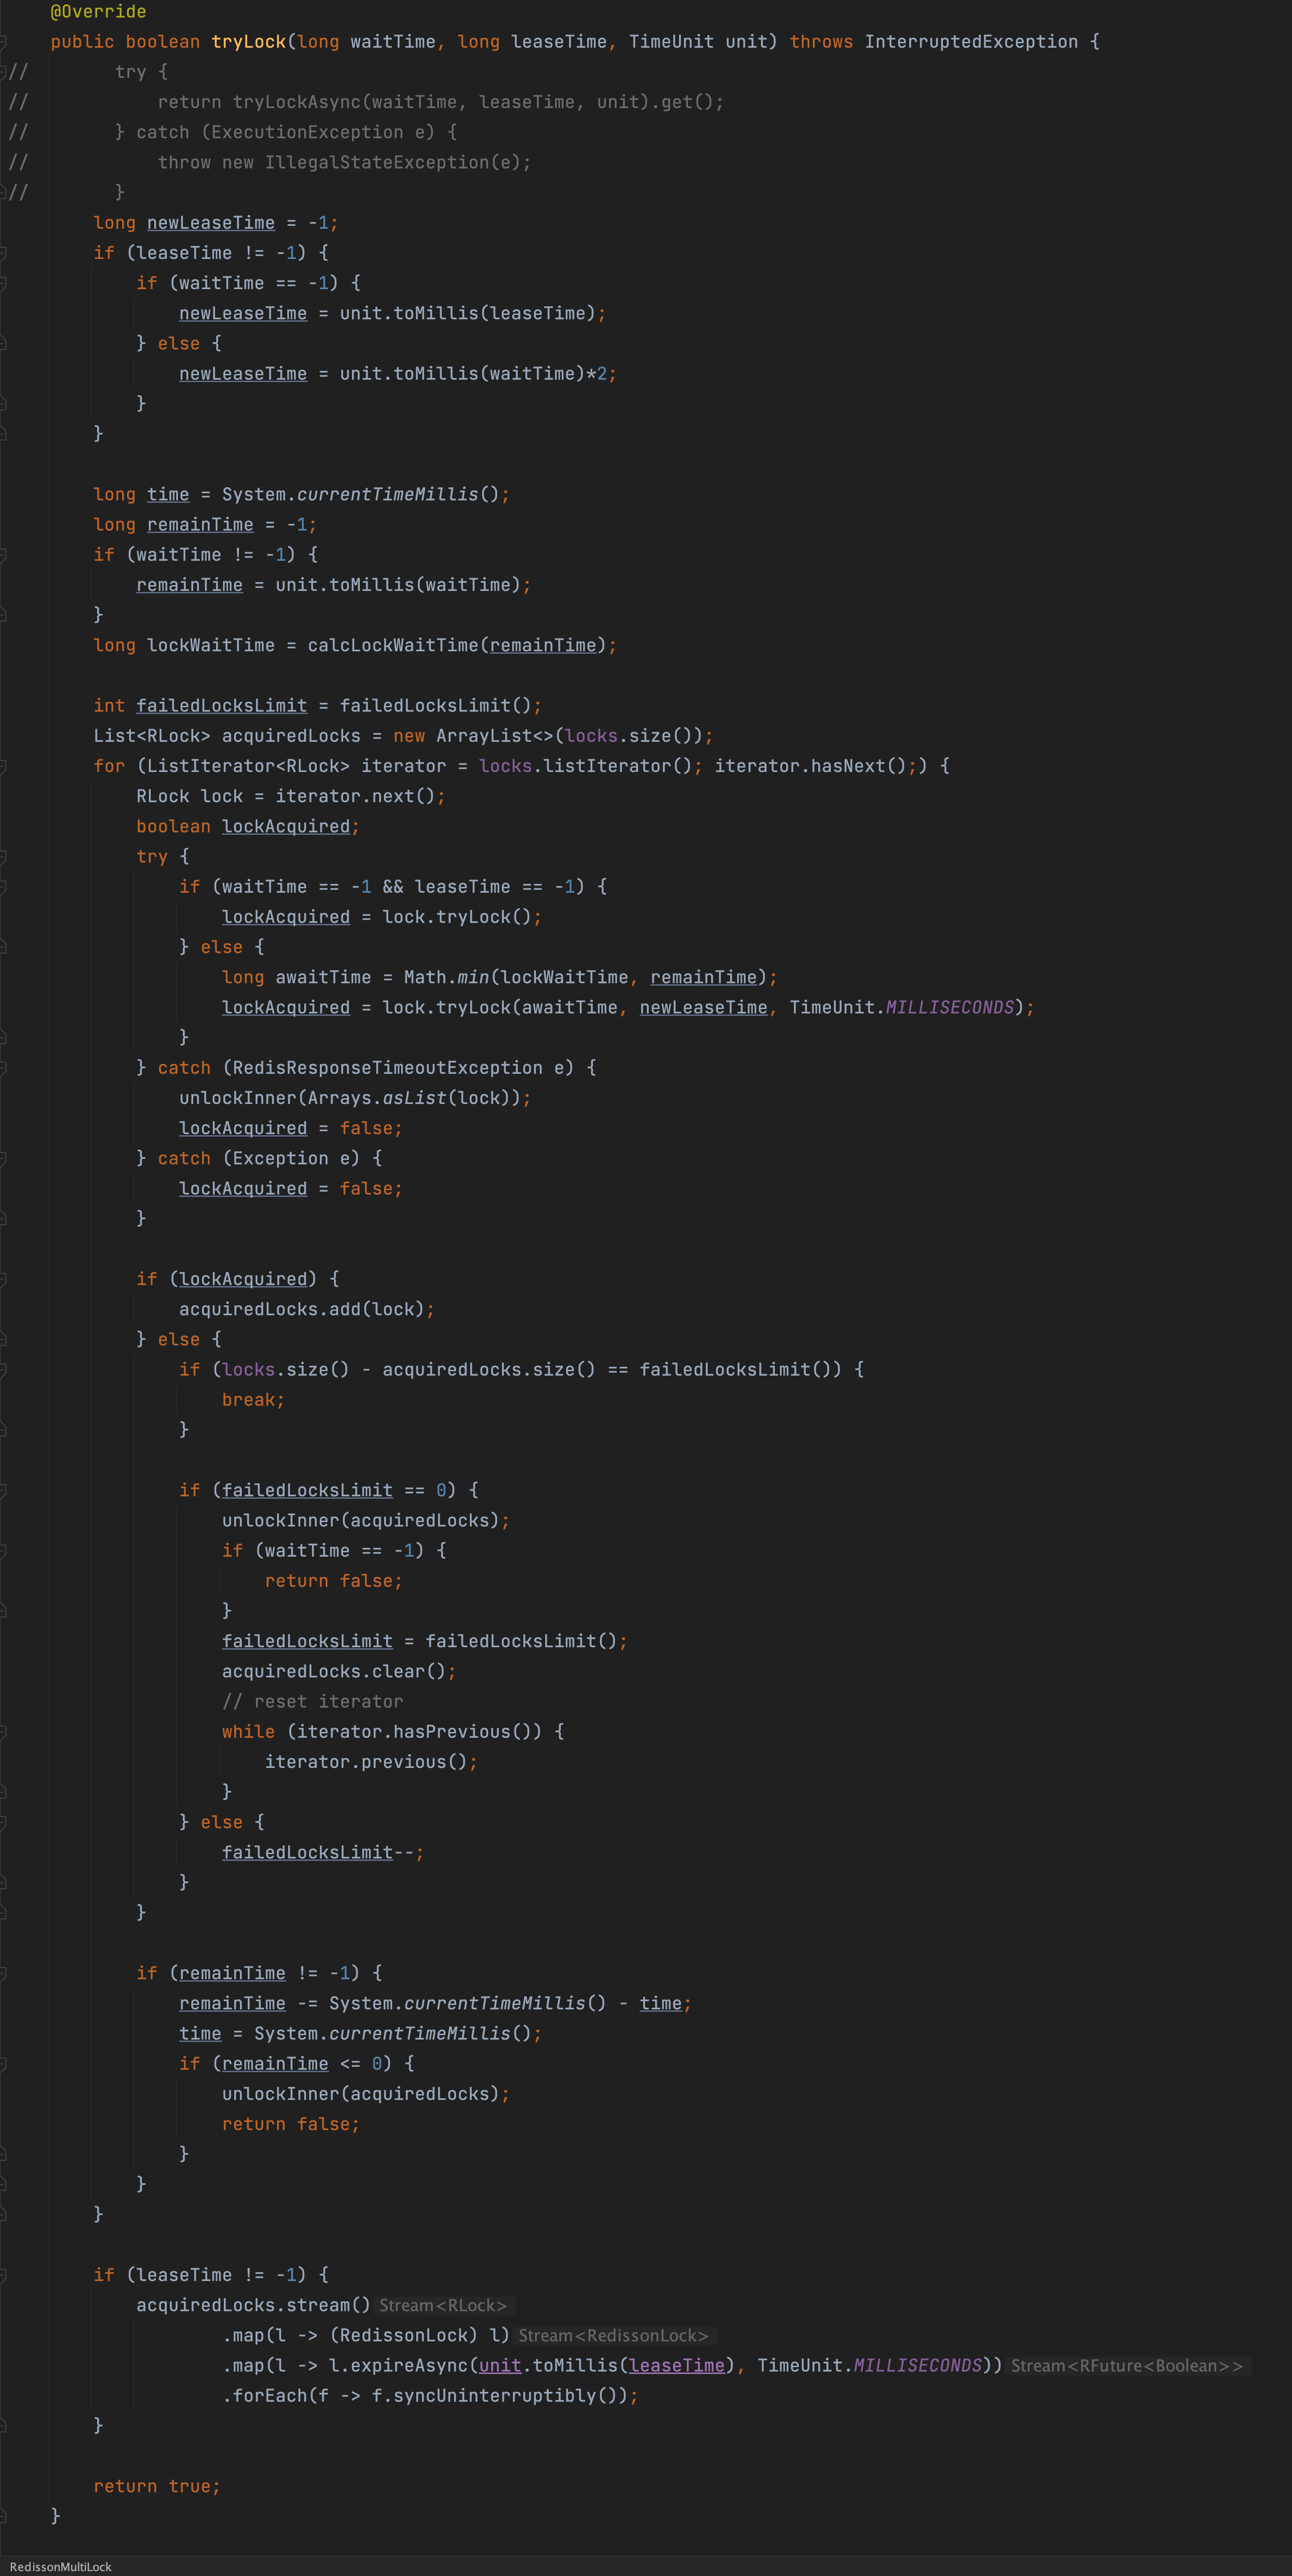 @Override
public boolean tryLock(long waitTime, long leaseTime, TimeUnit unit) throws InterruptedException {
//        try {
//            return tryLockAsync(waitTime, leaseTime, unit).get();
//        } catch (ExecutionException e) {
//            throw new IllegalStateException(e);
//        }
    long newLeaseTime = -1;
    if (leaseTime != -1) {
        if (waitTime == -1) {
            newLeaseTime = unit.toMillis(leaseTime);
        } else {
            newLeaseTime = unit.toMillis(waitTime)*2;
        }
    }

    long time = System.currentTimeMillis();
    long remainTime = -1;
    if (waitTime != -1) {
        remainTime = unit.toMillis(waitTime);
    }
    long lockWaitTime = calcLockWaitTime(remainTime);

    int failedLocksLimit = failedLocksLimit();
    List<RLock> acquiredLocks = new ArrayList<>(locks.size());
    for (ListIterator<RLock> iterator = locks.listIterator(); iterator.hasNext();) {
        RLock lock = iterator.next();
        boolean lockAcquired;
        try {
            if (waitTime == -1 && leaseTime == -1) {
                lockAcquired = lock.tryLock();
            } else {
                long awaitTime = Math.min(lockWaitTime, remainTime);
                lockAcquired = lock.tryLock(awaitTime, newLeaseTime, TimeUnit.MILLISECONDS);
            }
        } catch (RedisResponseTimeoutException e) {
            unlockInner(Arrays.asList(lock));
            lockAcquired = false;
        } catch (Exception e) {
            lockAcquired = false;
        }

        if (lockAcquired) {
            acquiredLocks.add(lock);
        } else {
            if (locks.size() - acquiredLocks.size() == failedLocksLimit()) {
                break;
            }

            if (failedLocksLimit == 0) {
                unlockInner(acquiredLocks);
                if (waitTime == -1) {
                    return false;
                }
                failedLocksLimit = failedLocksLimit();
                acquiredLocks.clear();
                // reset iterator
                while (iterator.hasPrevious()) {
                    iterator.previous();
                }
            } else {
                failedLocksLimit--;
            }
        }

        if (remainTime != -1) {
            remainTime -= System.currentTimeMillis() - time;
            time = System.currentTimeMillis();
            if (remainTime <= 0) {
                unlockInner(acquiredLocks);
                return false;
            }
        }
    }

    if (leaseTime != -1) {
        acquiredLocks.stream() Stream<RLock>
                .map(l -> (RedissonLock) l) Stream<RedissonLock>
                .map(l -> l.expireAsync(unit.toMillis(leaseTime), TimeUnit.MILLISECONDS)) Stream<RFuture<Boolean>>
                .forEach(f -> f.syncUninterruptibly());
    }

    return true;
}
RedissonMultiLock